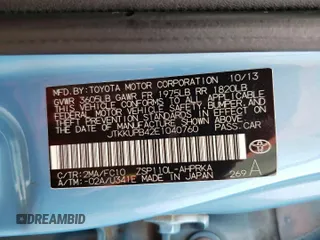 MFD BY: TOYOTA MOTOR CORPORATION 10/13
GVWR 3605LB GAWR FR 1975LB RR 1820LB
THIS VEHICLE CONFORMS TO ALL APPLICABLE
FEDERAL MOTOR VEHICLE SAFETY, BUMPER, AND
THEFT PREVENTION STANDARDS IN EFFECT ON THE DATE
OF MANUFACTURE SHOWN ABOVE.
JTKKUPB42E1040760
PASS. CAR
C/TR: 2MA/FC10 ZSP110L-AHPRKA
A/TM: -02A/U341E MADE IN JAPAN 269 A
DREAMBID